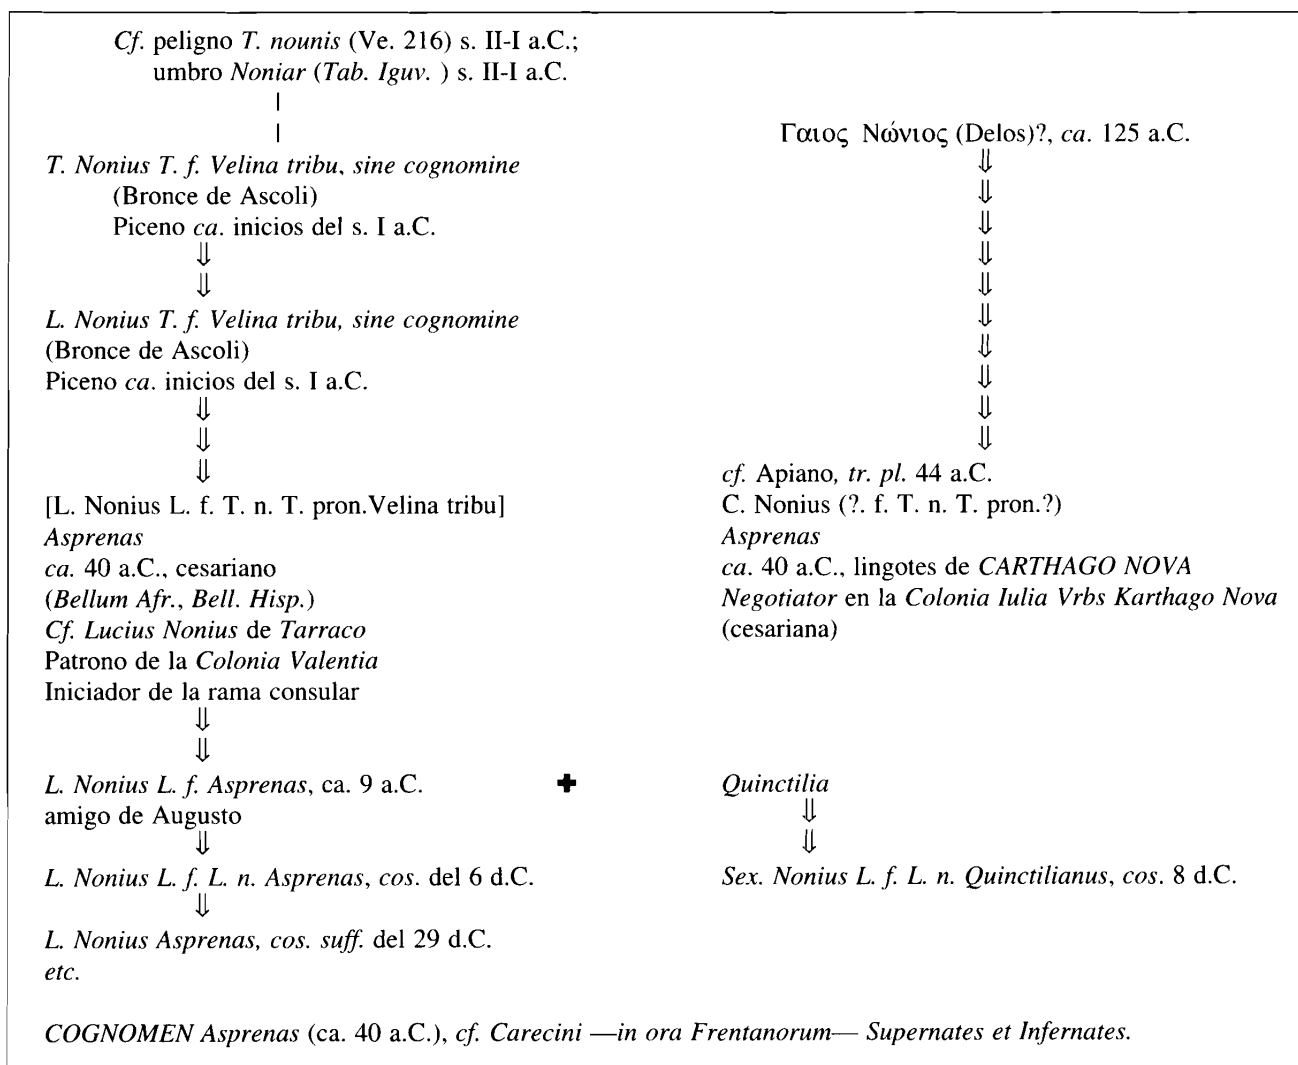 Cf. peligno T. nounis (Ve. 216) s. II-I a.C.;
umbro Noniar (Tab. Iguv. ) s. II-I a.C.
T. Nonius T. f. Velina tribu, sine cognomine
(Bronce de Ascoli)
Piceno ca. inicios del s. I a.C.
L. Nonius T. f. Velina tribu, sine cognomine
(Bronce de Ascoli)
Piceno ca. inicios del s. I a.C.
[L. Nonius L. f. T. n. T. pron.Velina tribu]
Asprenas
ca. 40 a.C., cesariano
(Bellum Afr., Bell. Hisp.)
Cf. Lucius Nonius de Tarraco
Patrono de la Colonia Valentia
Iniciador de la rama consular
Γαιος Νώνιος (Delos)?, ca. 125 a.C.
cf. Apiano, tr. pl. 44 a.C.
C. Nonius (?. f. T. n. T. pron.?)
Asprenas
ca. 40 a.C., lingotes de CARTHAGO NOVA
Negotiator en la Colonia Iulia Vrbs Karthago Nova
(cesariana)
L. Nonius L. f. Asprenas, ca. 9 a.C. + Quinctilia
amigo de Augusto
L. Nonius L. f. L. n. Asprenas, cos. del 6 d.C.
Sex. Nonius L. f. L. n. Quinctilianus, cos. 8 d.C.
L. Nonius Asprenas, cos. suff. del 29 d.C.
etc.
COGNOMEN Asprenas (ca. 40 a.C.), cf. Carecini —in ora Frentanorum— Supernates et Infernates.